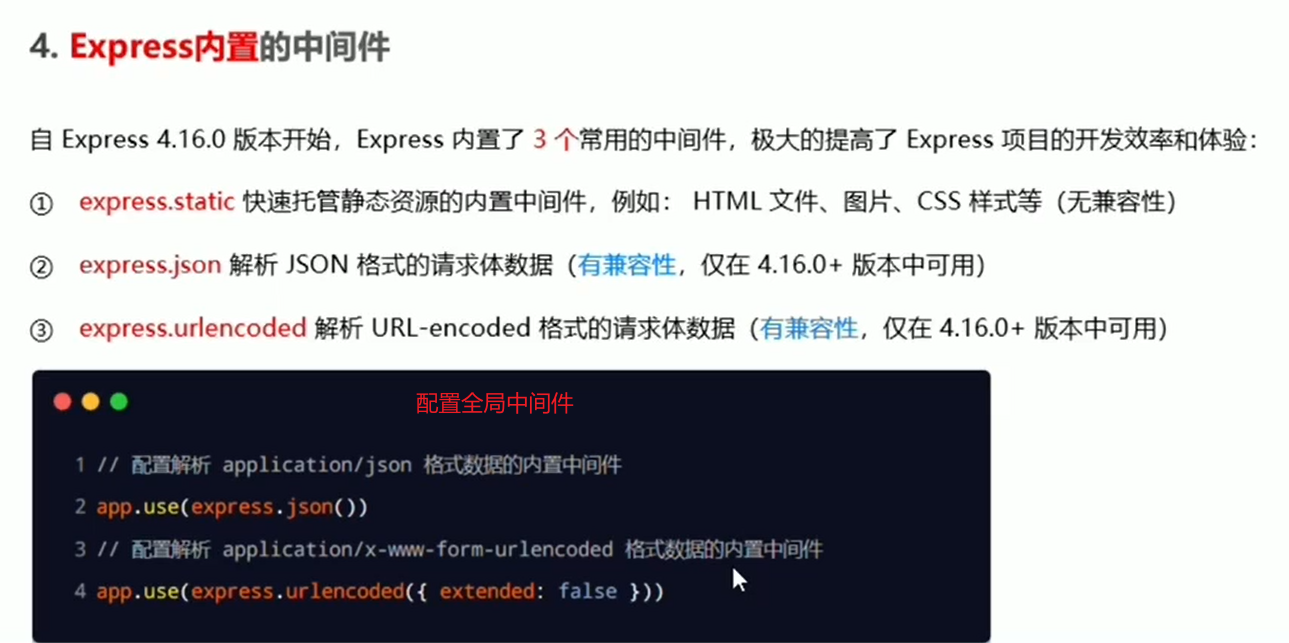 4. Express内置的中间件
自 Express 4.16.0 版本开始，Express 内置了 3 个常用的中间件，极大的提高了 Express 项目的开发效率和体验：
① express.static 快速托管静态资源的内置中间件，例如： HTML 文件、图片、CSS 样式等（无兼容性）
② express.json 解析 JSON 格式的请求体数据（有兼容性，仅在 4.16.0+ 版本中可用）
③ express.urlencoded 解析 URL-encoded 格式的请求体数据（有兼容性，仅在 4.16.0+ 版本中可用）
配置全局中间件
1 // 配置解析 application/json 格式数据的内置中间件
2 app.use(express.json())
3 // 配置解析 application/x-www-form-urlencoded 格式数据的内置中间件
4 app.use(express.urlencoded({ extended: false }))